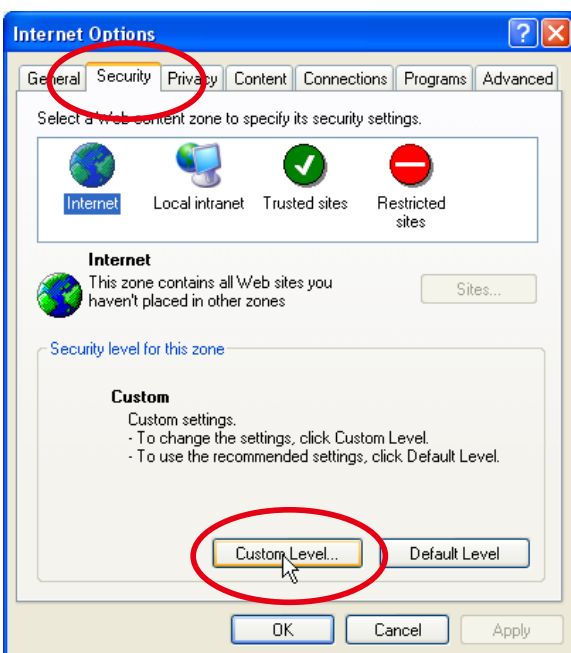 Internet Options
General Security Privacy Content Connections Programs Advanced
Select a Web content zone to specify its security settings.
Internet Local intranet Trusted sites Restricted sites
Internet
This zone contains all Web sites you
haven't placed in other zones
Sites...
Security level for this zone
Custom
Custom settings.
- To change the settings, click Custom Level.
- To use the recommended settings, click Default Level.
Custom Level... Default Level
OK Cancel Apply